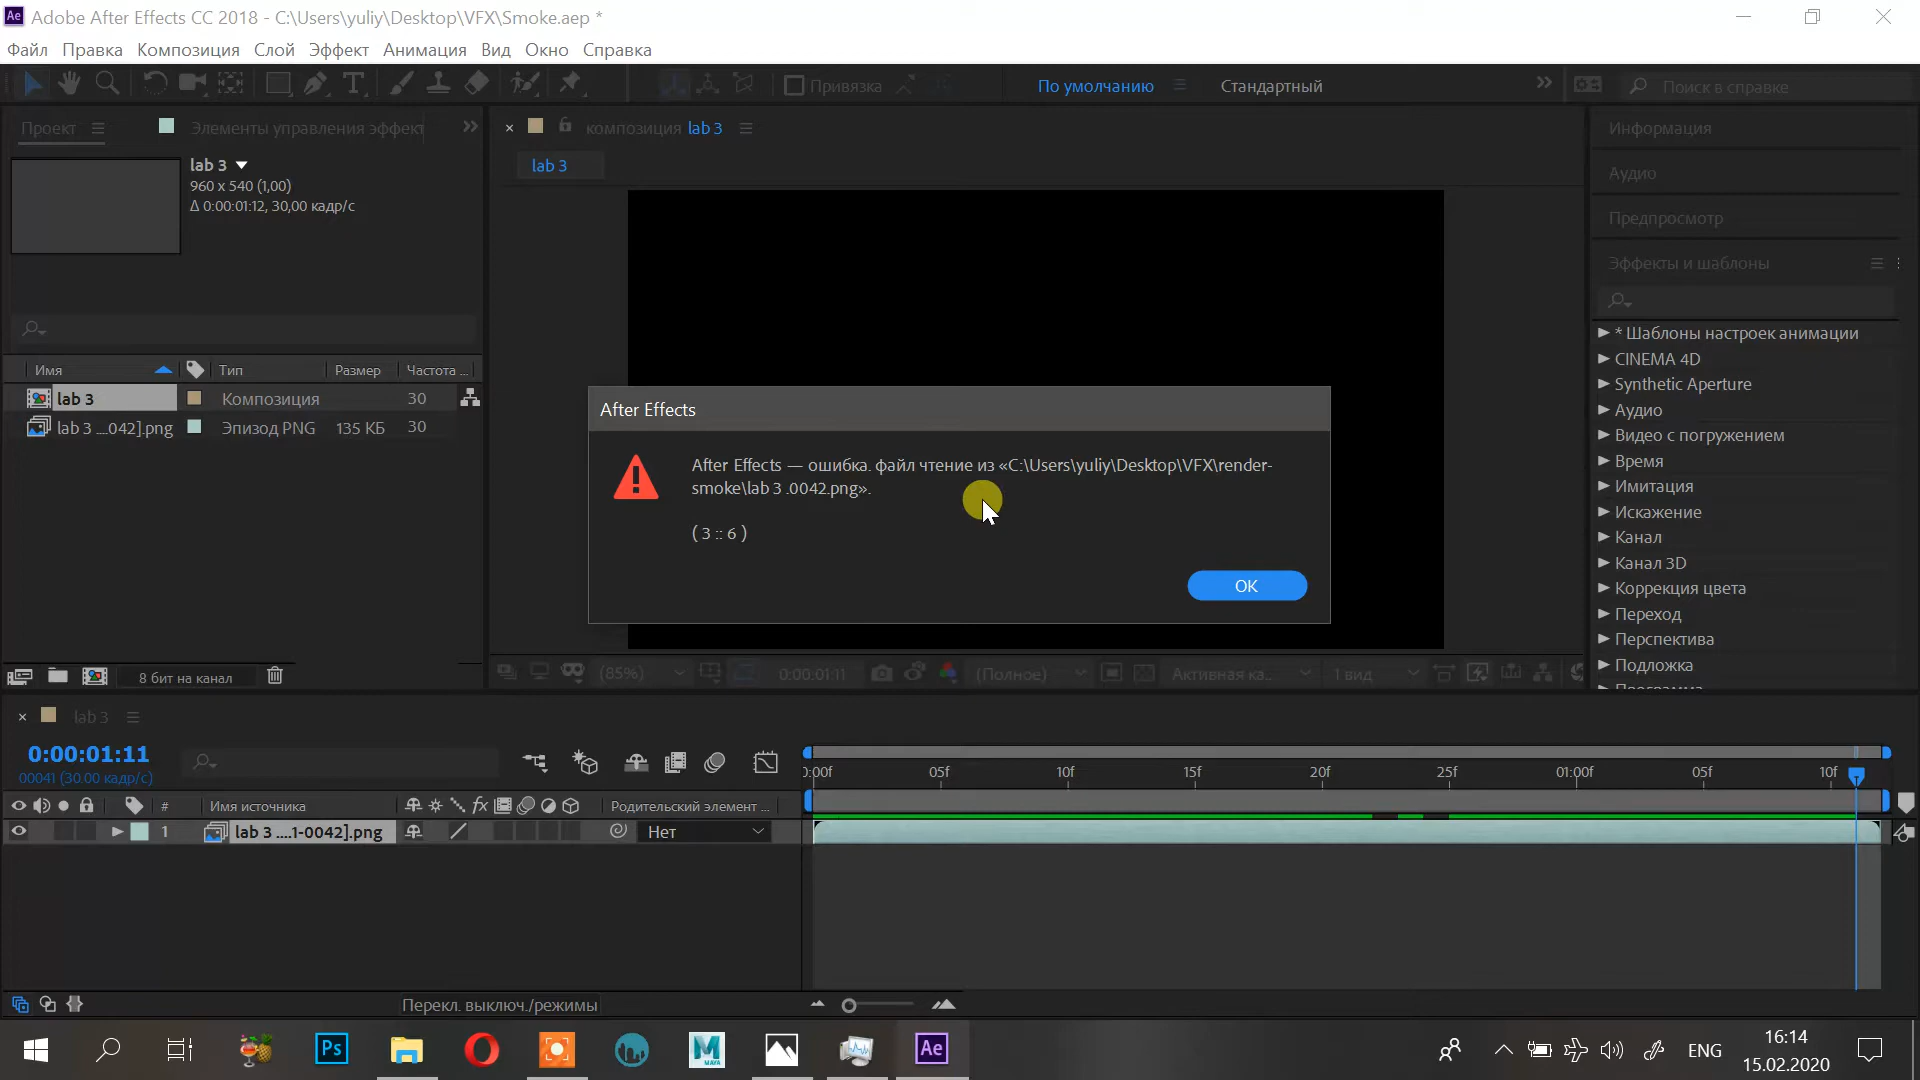 Adobe After Effects CC 2018 - C:\Users\yuliy\Desktop\VFX\Smoke.aep *
Файл Правка Композиция Слой Эффект Анимация Вид Окно Справка
Привязка
По умолчанию
Стандартный
Поиск в справке
Проект
Элементы управления эффект
lab 3
960 x 540 (1,00)
Δ 0:00:01:12, 30,00 кадр/с
Имя Тип Размер Частота ...
lab 3 Композиция 30
lab 3 ...042].png Эпизод PNG 135 КБ 30
8 бит на канал
композиция lab 3
lab 3
After Effects
After Effects — ошибка. файл чтение из «C:\Users\yuliy\Desktop\VFX\render-
smoke\lab 3 .0042.png».
( 3 :: 6 )
OK
(85%) 0:00:01:11 (Полное) Активная ка... 1 вид
Информация
Аудио
Предпросмотр
Эффекты и шаблоны
* Шаблоны настроек анимации
CINEMA 4D
Synthetic Aperture
Аудио
Видео с погружением
Время
Имитация
Искажение
Канал
Канал 3D
Коррекция цвета
Переход
Перспектива
Подложка
Программа
lab 3
0:00:01:11
00041 (30.00 кадр/с)
# Имя источника Родительский элемент ...
1 lab 3 ....1-0042].png Нет
0:00f 05f 10f 15f 20f 25f 01:00f 05f 10f
Перекл. выключ./режимы
Ps
MAYA
Ae
ENG
16:14
15.02.2020